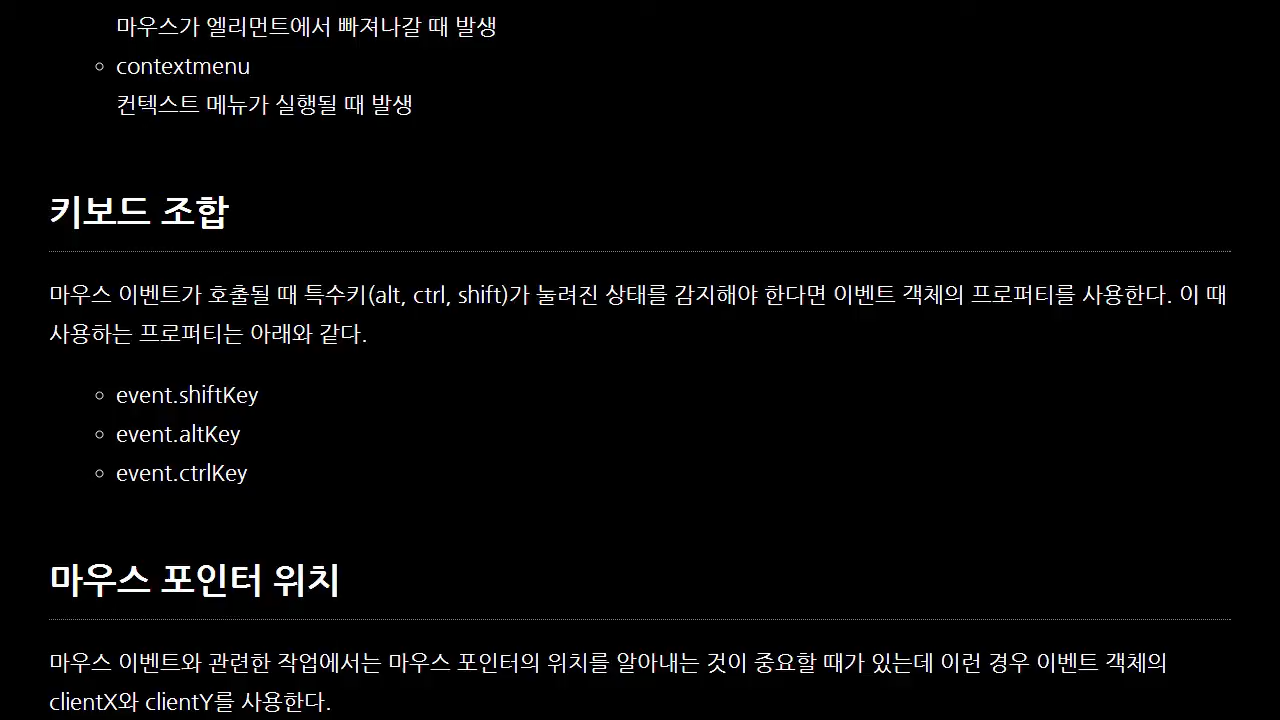 마우스가 엘리먼트에서 빠져나갈 때 발생
contextmenu
컨텍스트 메뉴가 실행될 때 발생
키보드 조합
마우스 이벤트가 호출될 때 특수키(alt, ctrl, shift)가 눌려진 상태를 감지해야 한다면 이벤트 객체의 프로퍼티를 사용한다. 이 때
사용하는 프로퍼티는 아래와 같다.
event.shiftKey
event.altKey
event.ctrlKey
마우스 포인터 위치
마우스 이벤트와 관련한 작업에서는 마우스 포인터의 위치를 알아내는 것이 중요할 때가 있는데 이런 경우 이벤트 객체의
clientX와 clientY를 사용한다.